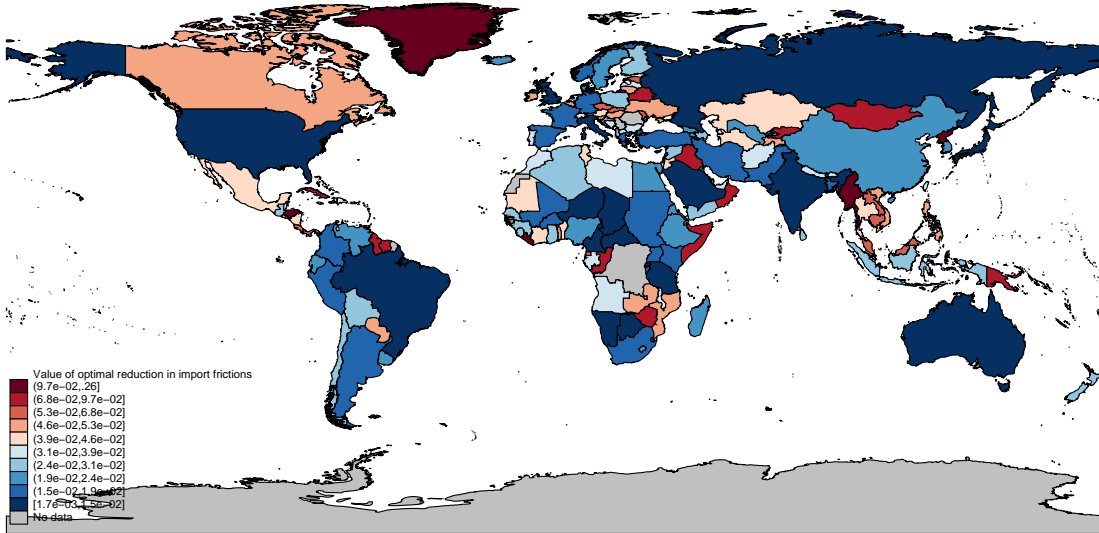 Value of optimal reduction in import frictions
(9.7e-02,.26]
(6.8e-02,9.7e-02]
(5.3e-02,6.8e-02]
(4.6e-02,5.3e-02]
(3.9e-02,4.6e-02]
(3.1e-02,3.9e-02]
(2.4e-02,3.1e-02]
(1.9e-02,2.4e-02]
(1.5e-02,1.9e-02]
[1.7e-03,1.5e-02]
No data